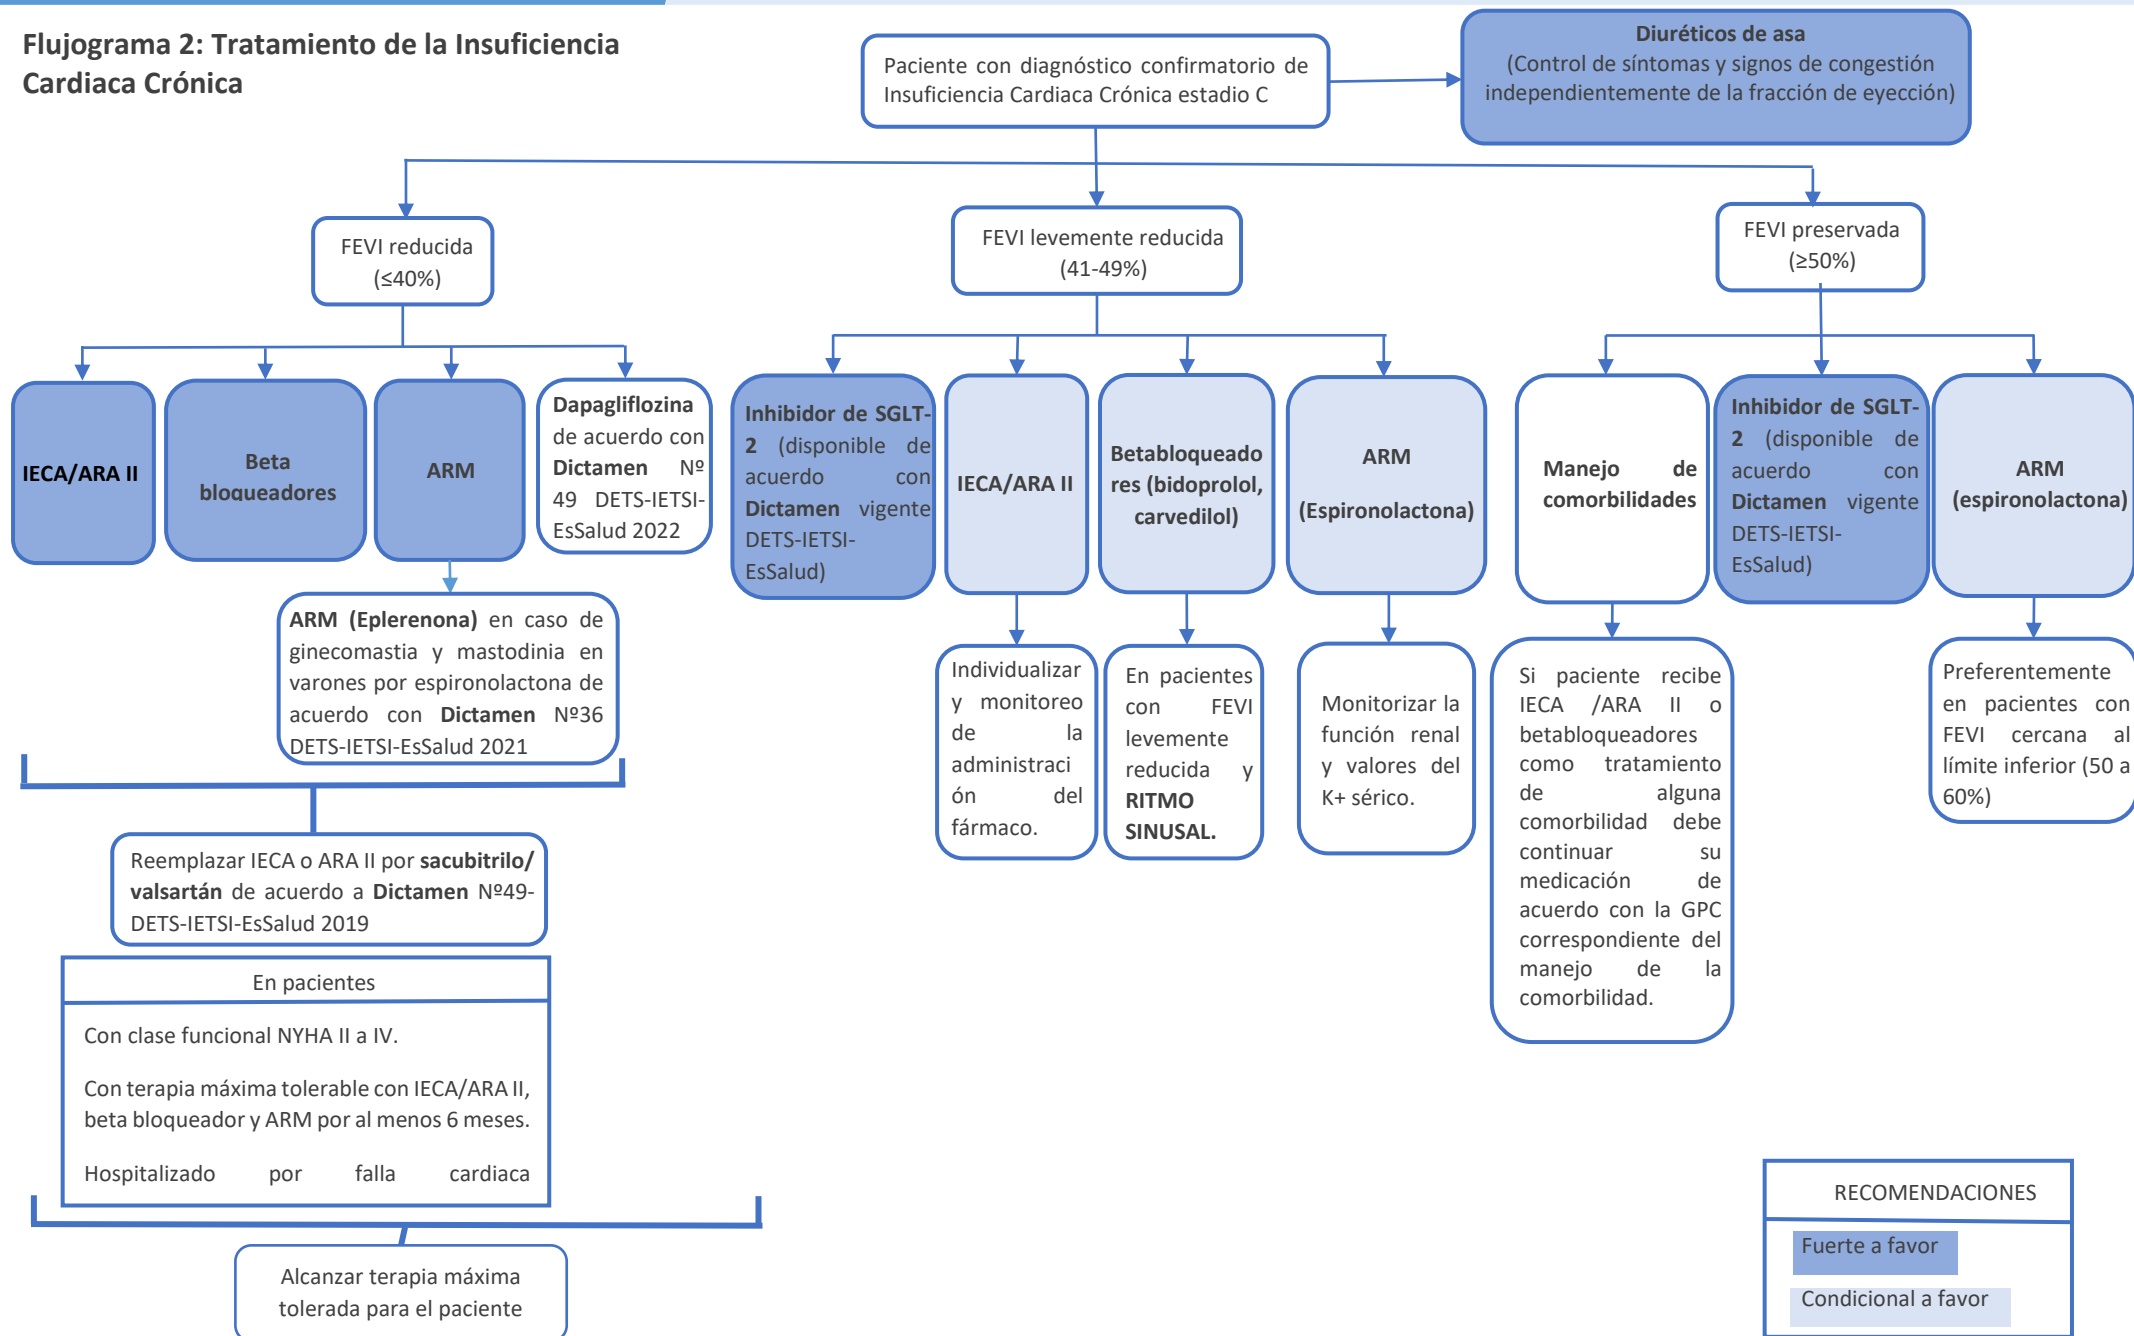 Flujograma 2: Tratamiento de la Insuficiencia
Cardiaca Crónica
Paciente con diagnóstico confirmatorio de
Insuficiencia Cardiaca Crónica estadio C
Diuréticos de asa
(Control de síntomas y signos de congestión
independientemente de la fracción de eyección)
FEVI reducida
(≤40%)
FEVI levemente reducida
(41-49%)
FEVI preservada
(≥50%)
IECA/ARA II
Beta
bloqueadores
ARM
Dapagliflozina
de acuerdo con
Dictamen Nº
49 DETS-IETSI-
EsSalud 2022
Inhibidor de SGLT-
2 (disponible de
acuerdo con
Dictamen vigente
DETS-IETSI-
EsSalud)
IECA/ARA II
Betabloqueado
res (bidoprolol,
carvedilol)
ARM
(Espironolactona)
Manejo de
comorbilidades
Inhibidor de SGLT-
2 (disponible de
acuerdo con
Dictamen vigente
DETS-IETSI-
EsSalud)
ARM
(espironolactona)
ARM (Eplerenona) en caso de
ginecomastia y mastodinia en
varones por espironolactona de
acuerdo con Dictamen Nº36
DETS-IETSI-EsSalud 2021
Individualizar
y monitoreo
de la
administraci
ón del
fármaco.
En pacientes
con FEVI
levemente
reducida y
RITMO
SINUSAL.
Monitorizar la
función renal
y valores del
K+ sérico.
Si paciente recibe
IECA /ARA II o
betabloqueadores
como tratamiento
de alguna
comorbilidad debe
continuar su
medicación de
acuerdo con la GPC
correspondiente del
manejo de la
comorbilidad.
Preferentemente
en pacientes con
FEVI cercana al
límite inferior (50 a
60%)
Reemplazar IECA o ARA II por sacubitrilo/
valsartán de acuerdo a Dictamen Nº49-
DETS-IETSI-EsSalud 2019
En pacientes
Con clase funcional NYHA II a IV.
Con terapia máxima tolerable con IECA/ARA II,
beta bloqueador y ARM por al menos 6 meses.
Hospitalizado por falla cardiaca
Alcanzar terapia máxima
tolerada para el paciente
RECOMENDACIONES
Fuerte a favor
Condicional a favor